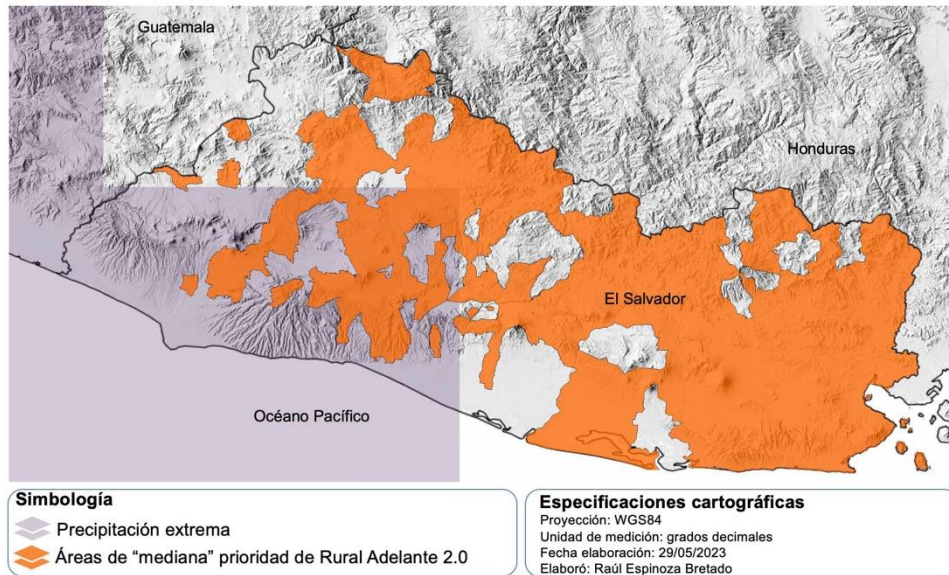 Guatemala
Honduras
El Salvador
Océano Pacífico
Simbología
Precipitación extrema
Áreas de “mediana” prioridad de Rural Adelante 2.0
Especificaciones cartográficas
Proyección: WGS84
Unidad de medición: grados decimales
Fecha elaboración: 29/05/2023
Elaboró: Raúl Espinoza Bretado